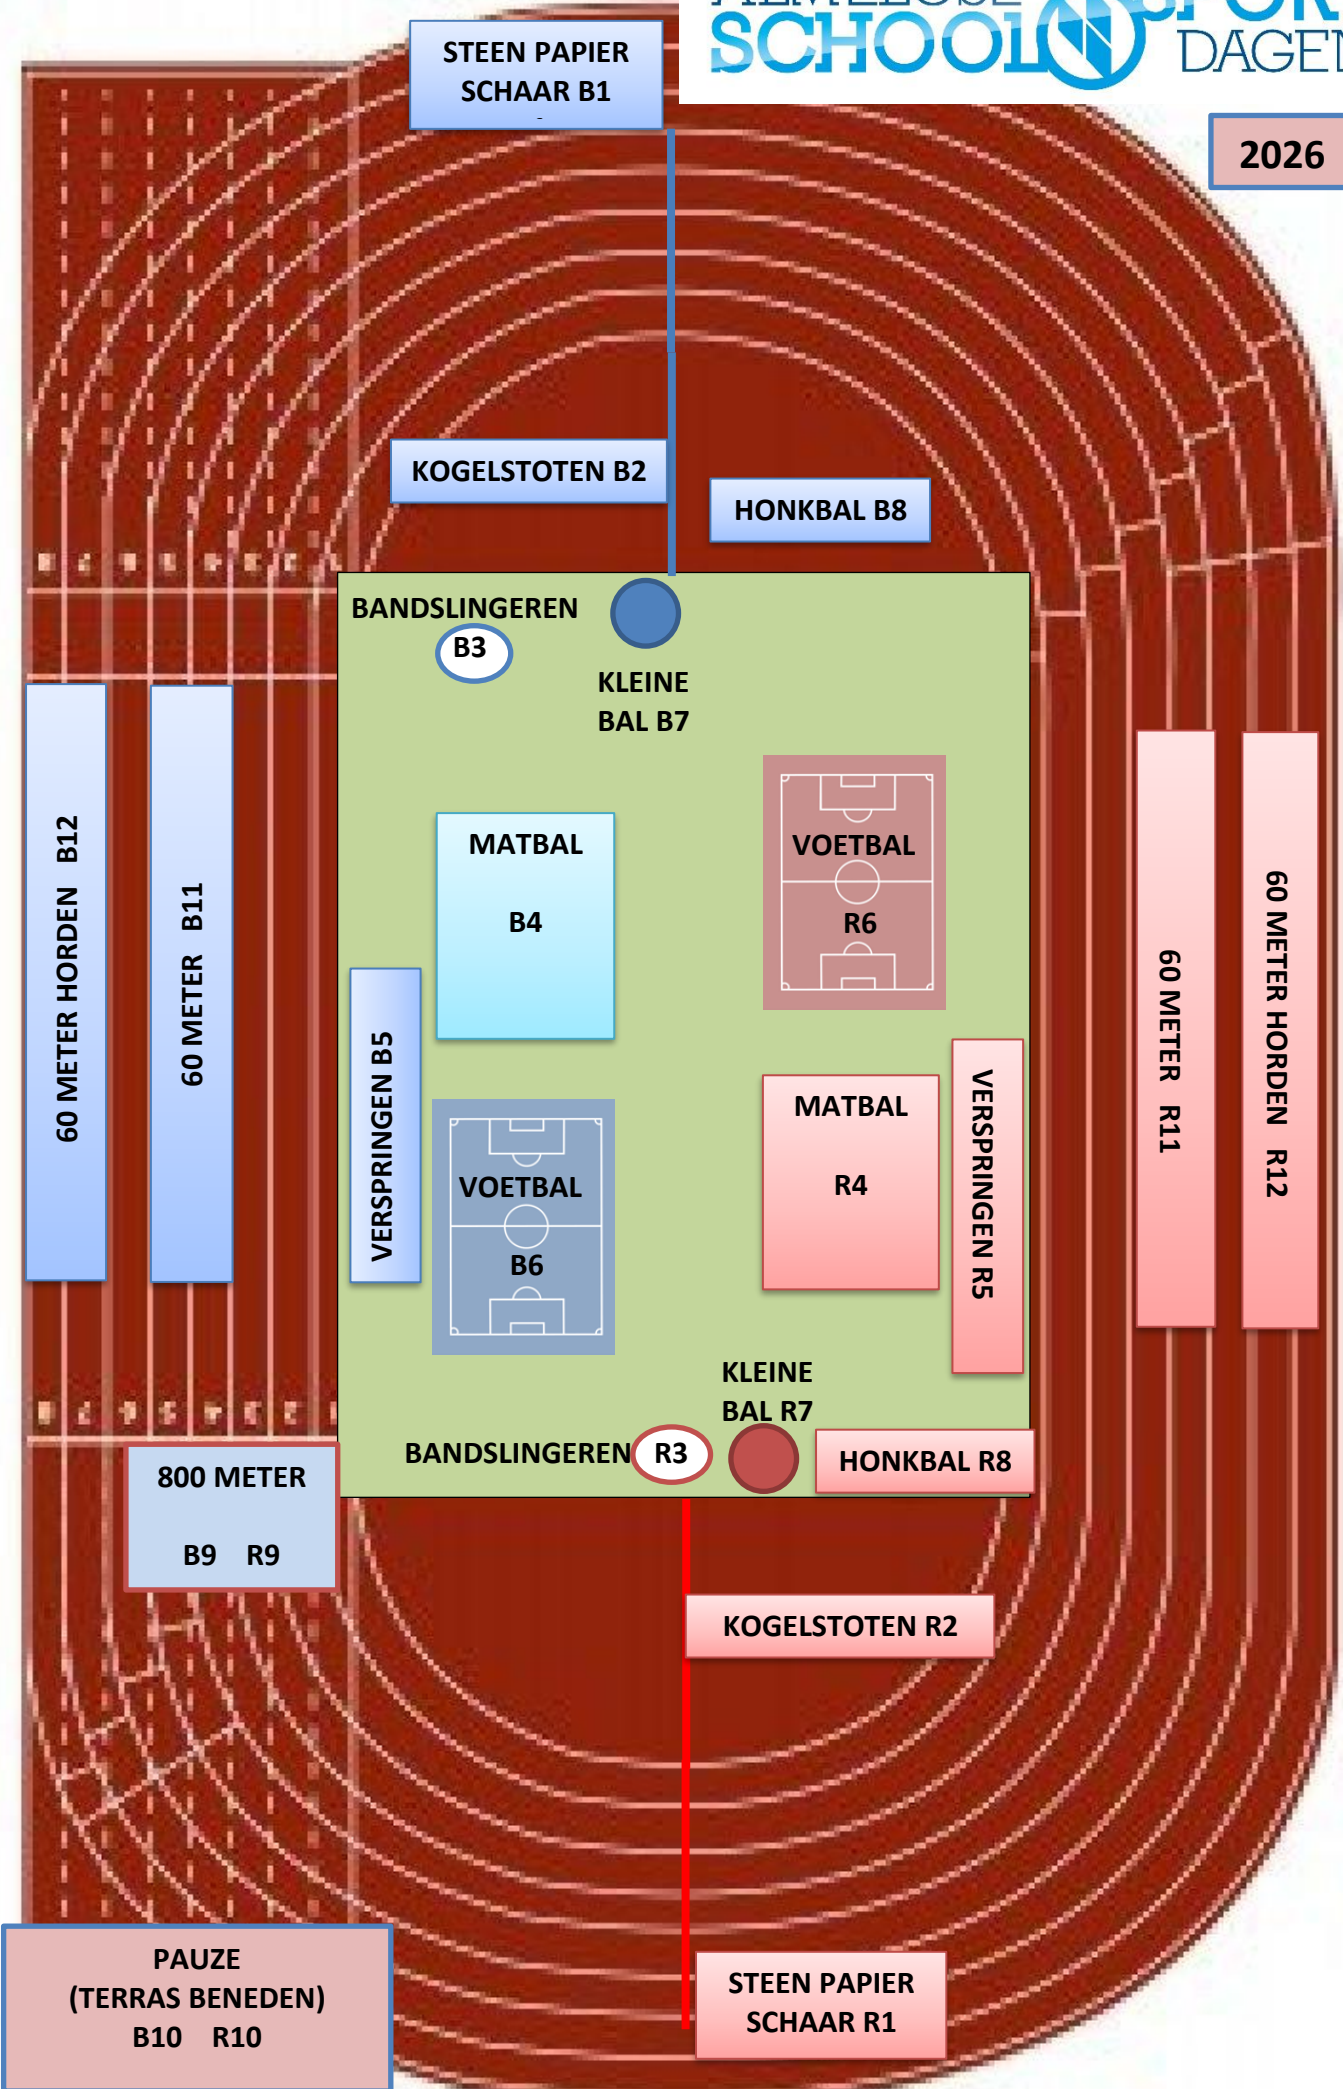 SCHOOL
DAGEN
2026
STEEN PAPIER
SCHAAR B1
KOGELSTOTEN B2
HONKBAL B8
BANDSLINGEREN
B3
KLEINE
BAL B7
60 METER HORDEN B12
60 METER B11
MATBAL
B4
VOETBAL
R6
VERSPRINGEN B5
VOETBAL
B6
MATBAL
R4
VERSPRINGEN R5
60 METER R11
60 METER HORDEN R12
KLEINE
BAL R7
BANDSLINGEREN R3
HONKBAL R8
800 METER
B9 R9
KOGELSTOTEN R2
PAUZE
(TERRAS BENEDEN)
B10 R10
STEEN PAPIER
SCHAAR R1